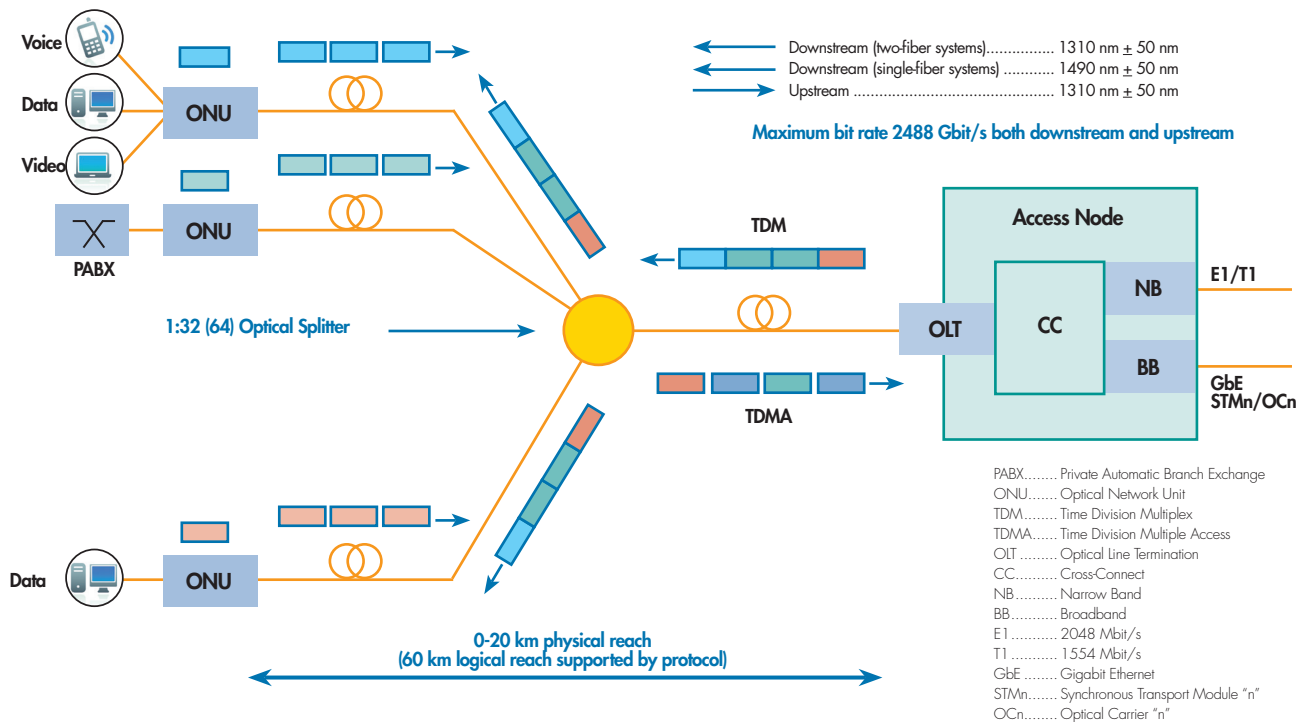 Voice
Data
Video
ONU
ONU
PABX
Downstream (two-fiber systems)............... 1310 nm ± 50 nm
Downstream (single-fiber systems) ............ 1490 nm ± 50 nm
Upstream .......................................... 1310 nm ± 50 nm
Maximum bit rate 2488 Gbit/s both downstream and upstream
TDM
1:32 (64) Optical Splitter
TDMA
Access Node
OLT
CC
NB
BB
E1/T1
GbE
STMn/OCn
Data
ONU
0-20 km physical reach
(60 km logical reach supported by protocol)
PABX........ Private Automatic Branch Exchange
ONU....... Optical Network Unit
TDM........ Time Division Multiplex
TDMA..... Time Division Multiple Access
OLT ......... Optical Line Termination
CC.......... Cross-Connect
NB.......... Narrow Band
BB........... Broadband
E1........... 2048 Mbit/s
T1 ........... 1554 Mbit/s
GbE ........ Gigabit Ethernet
STMn....... Synchronous Transport Module “n”
OCn........ Optical Carrier “n”